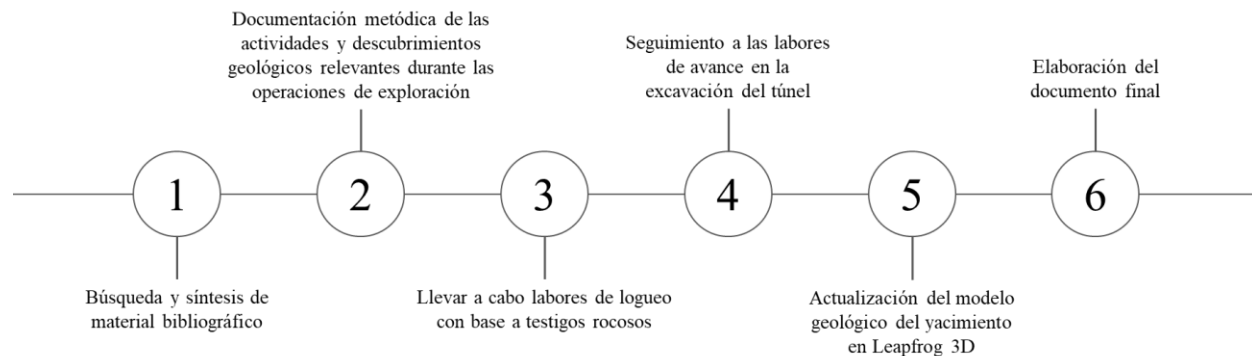 1
Búsqueda y síntesis de
material bibliográfico
2
Documentación metódica de las
actividades y descubrimientos
geológicos relevantes durante las
operaciones de exploración
3
Llevar a cabo labores de logueo
con base a testigos rocosos
4
Seguimiento a las labores
de avance en la
excavación del túnel
5
Actualización del modelo
geológico del yacimiento
en Leapfrog 3D
6
Elaboración del
documento final